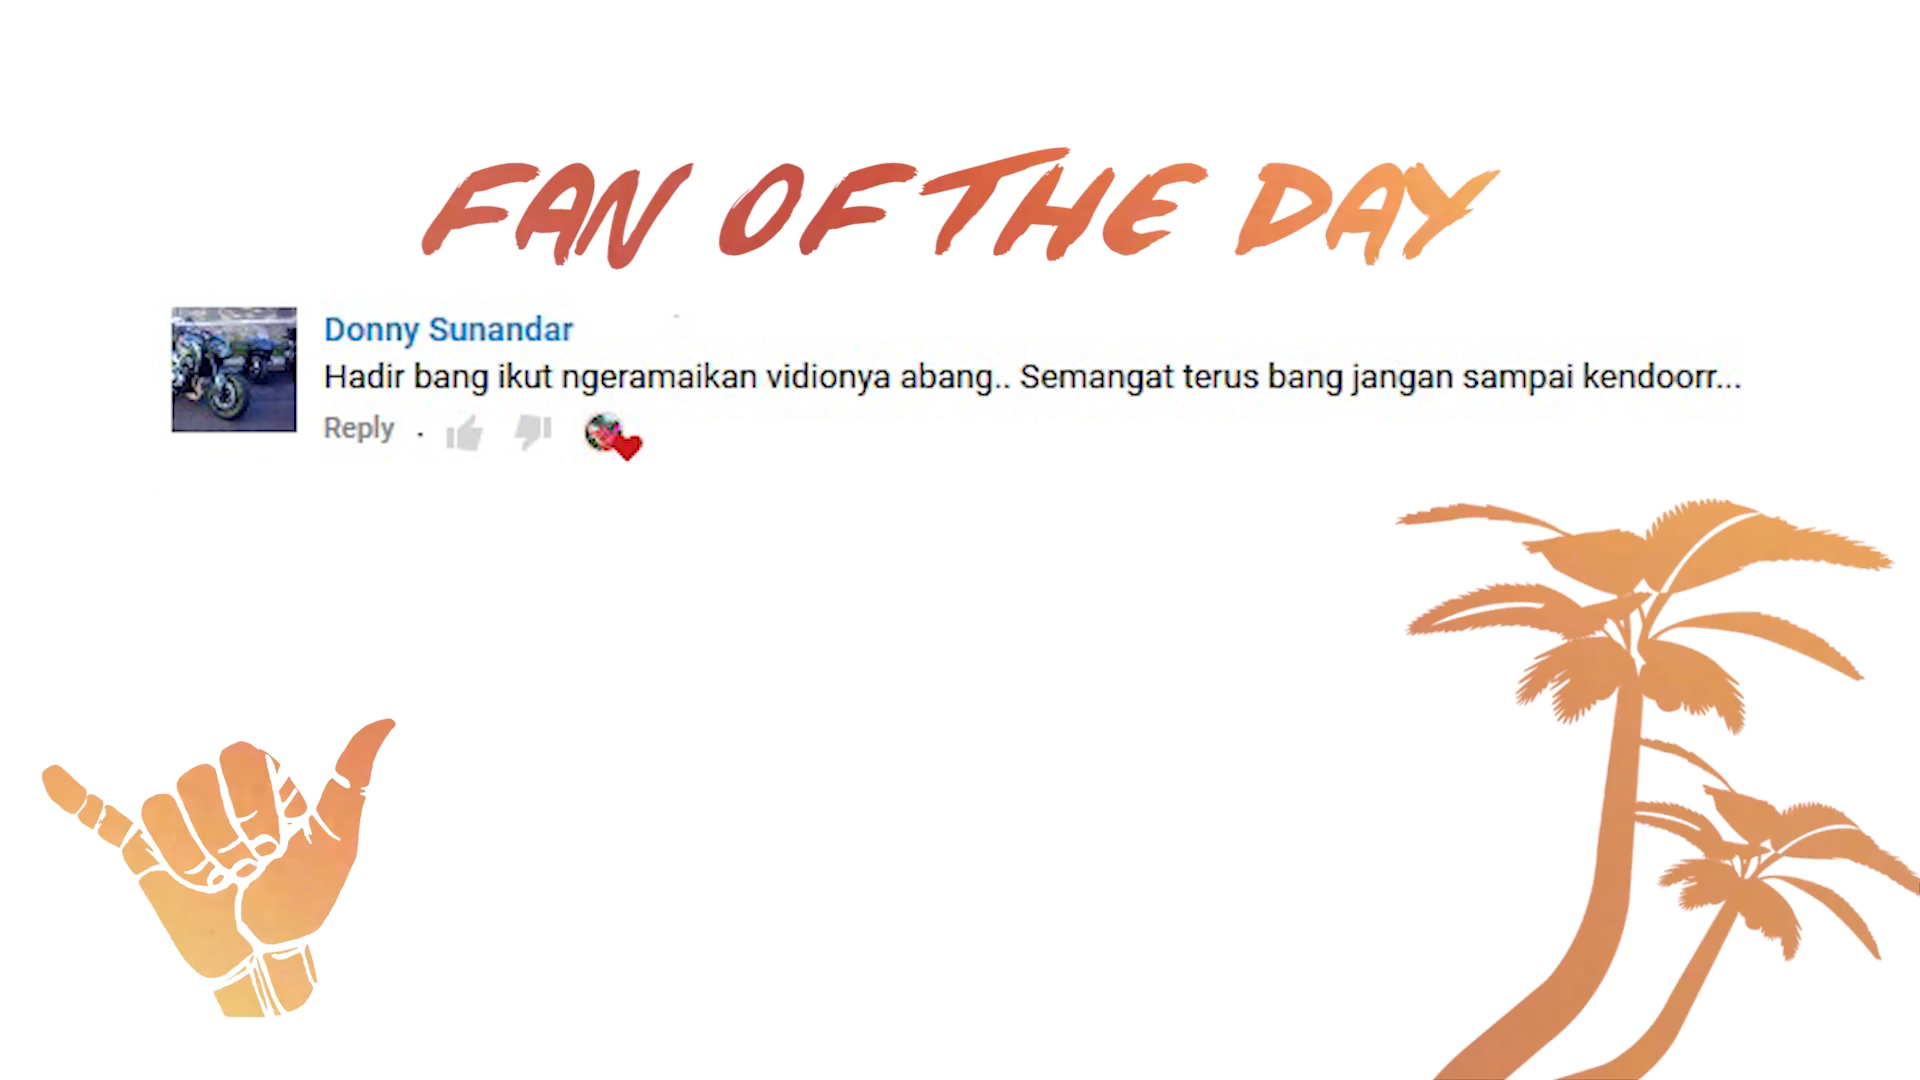 FAN OF THE DAY
Donny Sunandar
Hadir bang ikut ngeramaikan vidionya abang.. Semangat terus bang jangan sampai kendoorr...
Reply .